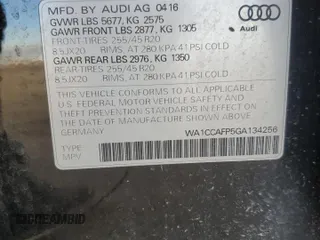 MFD BY AUDI AG 04 16
GVWR LBS 5677, KG 2575
GAWR FRONT LBS 2877, KG 1305
FRONT TIRES 255/45 R20
8.5JX20 RIMS AT 280 KPA 41 PSI COLD
GAWR REAR LBS 2976, KG 1350
REAR TIRES 255/45 R20
8.5JX20 RIMS AT 280 KPA 41 PSI COLD
Audi
THIS VEHICLE CONFORMS TO ALL APPLICABLE
U.S. FEDERAL MOTOR VEHICLE SAFETY,
BUMPER, AND THEFT PREVENTION STANDARDS
IN EFFECT ON THE DATE OF MANUFACTURE
SHOWN ABOVE.
WA1CCAFP5GA134256
TYPE:
MPV